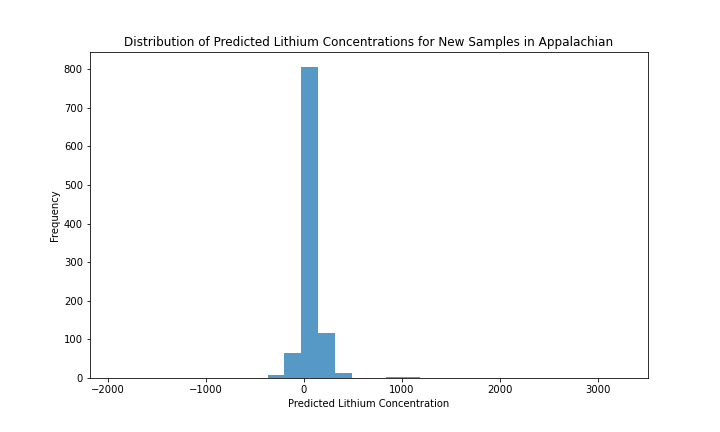 Distribution of Predicted Lithium Concentrations for New Samples in Appalachian
800
700
600
500
400
300
200
100
0
Frequency
−2000 −1000 0 1000 2000 3000
Predicted Lithium Concentration